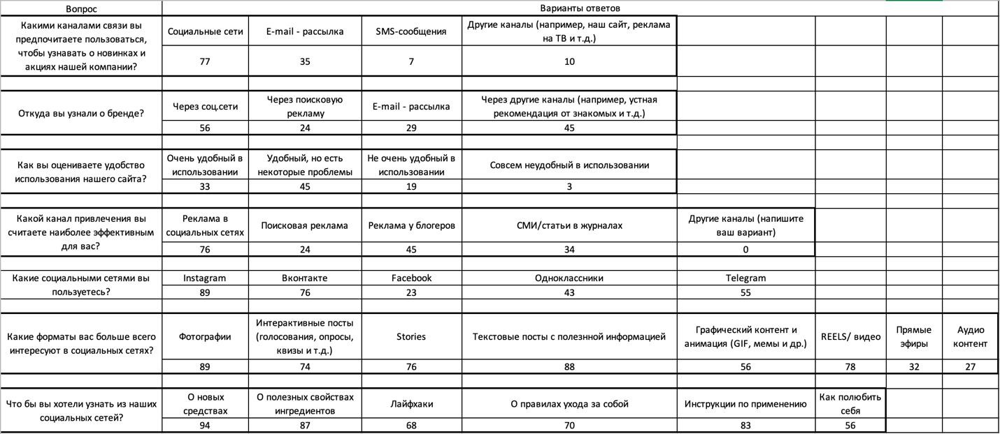 Вопрос
Варианты ответов
Какими каналами связи вы
предпочитаете пользоваться,
чтобы узнавать о новинках и
акциях нашей компании?
Социальные сети
E-mail - рассылка
SMS-сообщения
Другие каналы (например, наш сайт, реклама
на ТВ и т.д.)
77
35
7
10
Откуда вы узнали о бренде?
Через соц.сети
Через поисковую
рекламу
E-mail - рассылка
Через другие каналы (например, устная
рекомендация от знакомых и т.д.)
56
24
29
45
Как вы оцениваете удобство
использования нашего сайта?
Очень удобный в
использовании
Удобный, но есть
некоторые проблемы
Не очень удобный в
использовании
Совсем неудобный в использовании
33
45
19
3
Какой канал привлечения вы
считаете наиболее эффективным
для вас?
Реклама в
социальных сетях
Поисковая реклама
Реклама у блогеров
СМИ/статьи в журналах
Другие каналы (напишите
ваш вариант)
76
24
45
34
0
Какие социальными сетями вы
пользуетесь?
Instagram
Вконтакте
Facebook
Одноклассники
Telegram
89
76
23
43
55
Какие форматы вас больше всего
интересуют в социальных сетях?
Фотографии
Интерактивные посты
(голосования, опросы,
квизы и т.д.)
Stories
Текстовые посты с полезнной информацией
Графический контент и
анимация (GIF, мемы и др.)
REELS/ видео
Прямые
эфиры
Аудио
контент
89
74
76
88
56
78
32
27
Что бы вы хотели узнать из наших
социальных сетей?
О новых
средствах
О полезных свойствах
ингредиентов
Лайфхаки
О правилах ухода за собой
Инструкции по применению
Как полюбить
себя
94
87
68
70
83
56